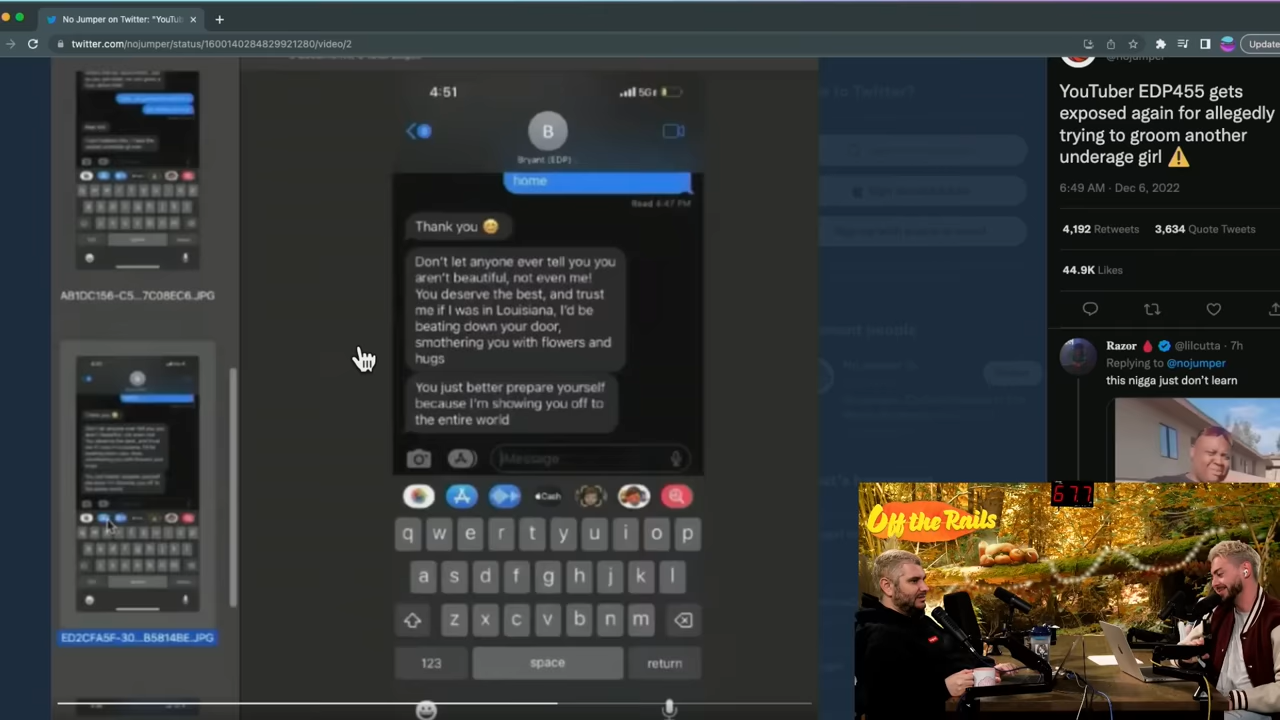 No Jumper on Twitter: "YouTub
twitter.com/nojumper/status/1600140284829921280/video/2
Update
@nojumper
YouTuber EDP455 gets
exposed again for allegedly
trying to groom another
underage girl ⚠️
6:49 AM · Dec 6, 2022
4,192 Retweets 3,634 Quote Tweets
44.9K Likes
Razor 🩸 @lilcutta · 7h
Replying to @nojumper
this nigga just don't learn
AB1DC156-C5...7C08EC6.JPG
ED2CFA5F-30...B5814BE.JPG
4:51
5G
B
Bryant (EDP)
home
Read 4:47 PM
Thank you 😊
Don't let anyone ever tell you you
aren't beautiful, not even me!
You deserve the best, and trust
me if I was in Louisiana, I'd be
beating down your door,
smothering you with flowers and
hugs
You just better prepare yourself
because I'm showing you off to
the entire world
iMessage
Cash
q w e r t y u i o p
a s d f g h j k l
z x c v b n m
123 space return
Off the Rails
677